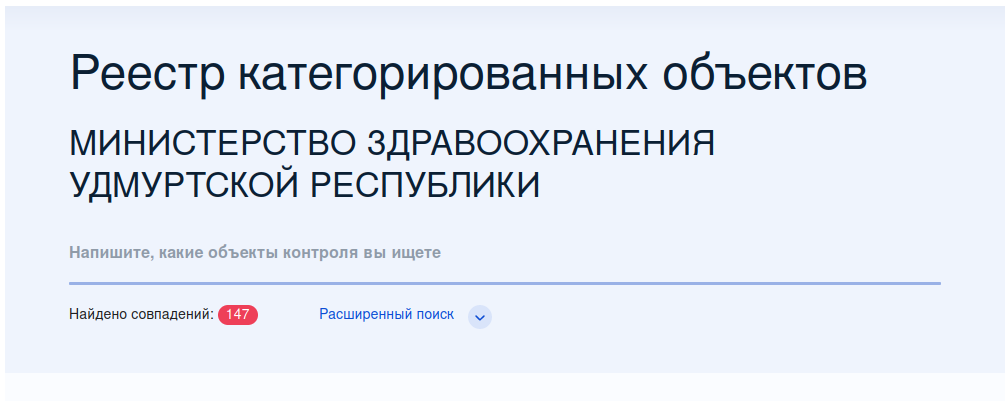 Реестр категорированных объектов
МИНИСТЕРСТВО ЗДРАВООХРАНЕНИЯ
УДМУРТСКОЙ РЕСПУБЛИКИ
Напишите, какие объекты контроля вы ищете
Найдено совпадений: 147 Расширенный поиск